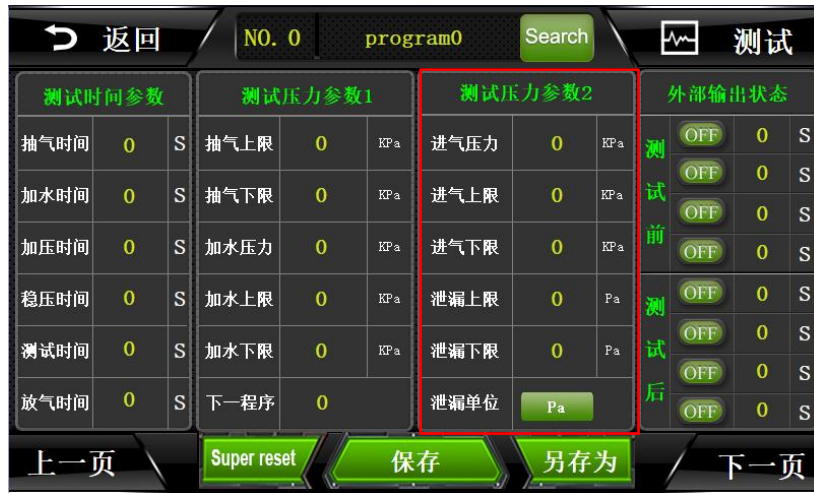 返回 NO. 0 program0 Search 测试
测试时间参数 测试压力参数1 测试压力参数2 外部输出状态
抽气时间 0 S 抽气上限 0 KPa 进气压力 0 KPa 测试前 OFF 0 S
OFF 0 S
加水时间 0 S 抽气下限 0 KPa 进气上限 0 KPa OFF 0 S
加压时间 0 S 加水压力 0 KPa 进气下限 0 KPa OFF 0 S
稳压时间 0 S 加水上限 0 KPa 泄漏上限 0 Pa 测试后 OFF 0 S
测试时间 0 S 加水下限 0 KPa 泄漏下限 0 Pa OFF 0 S
OFF 0 S
放气时间 0 S 下一程序 0 泄漏单位 Pa OFF 0 S
上一页 Super reset 保存 另存为 下一页